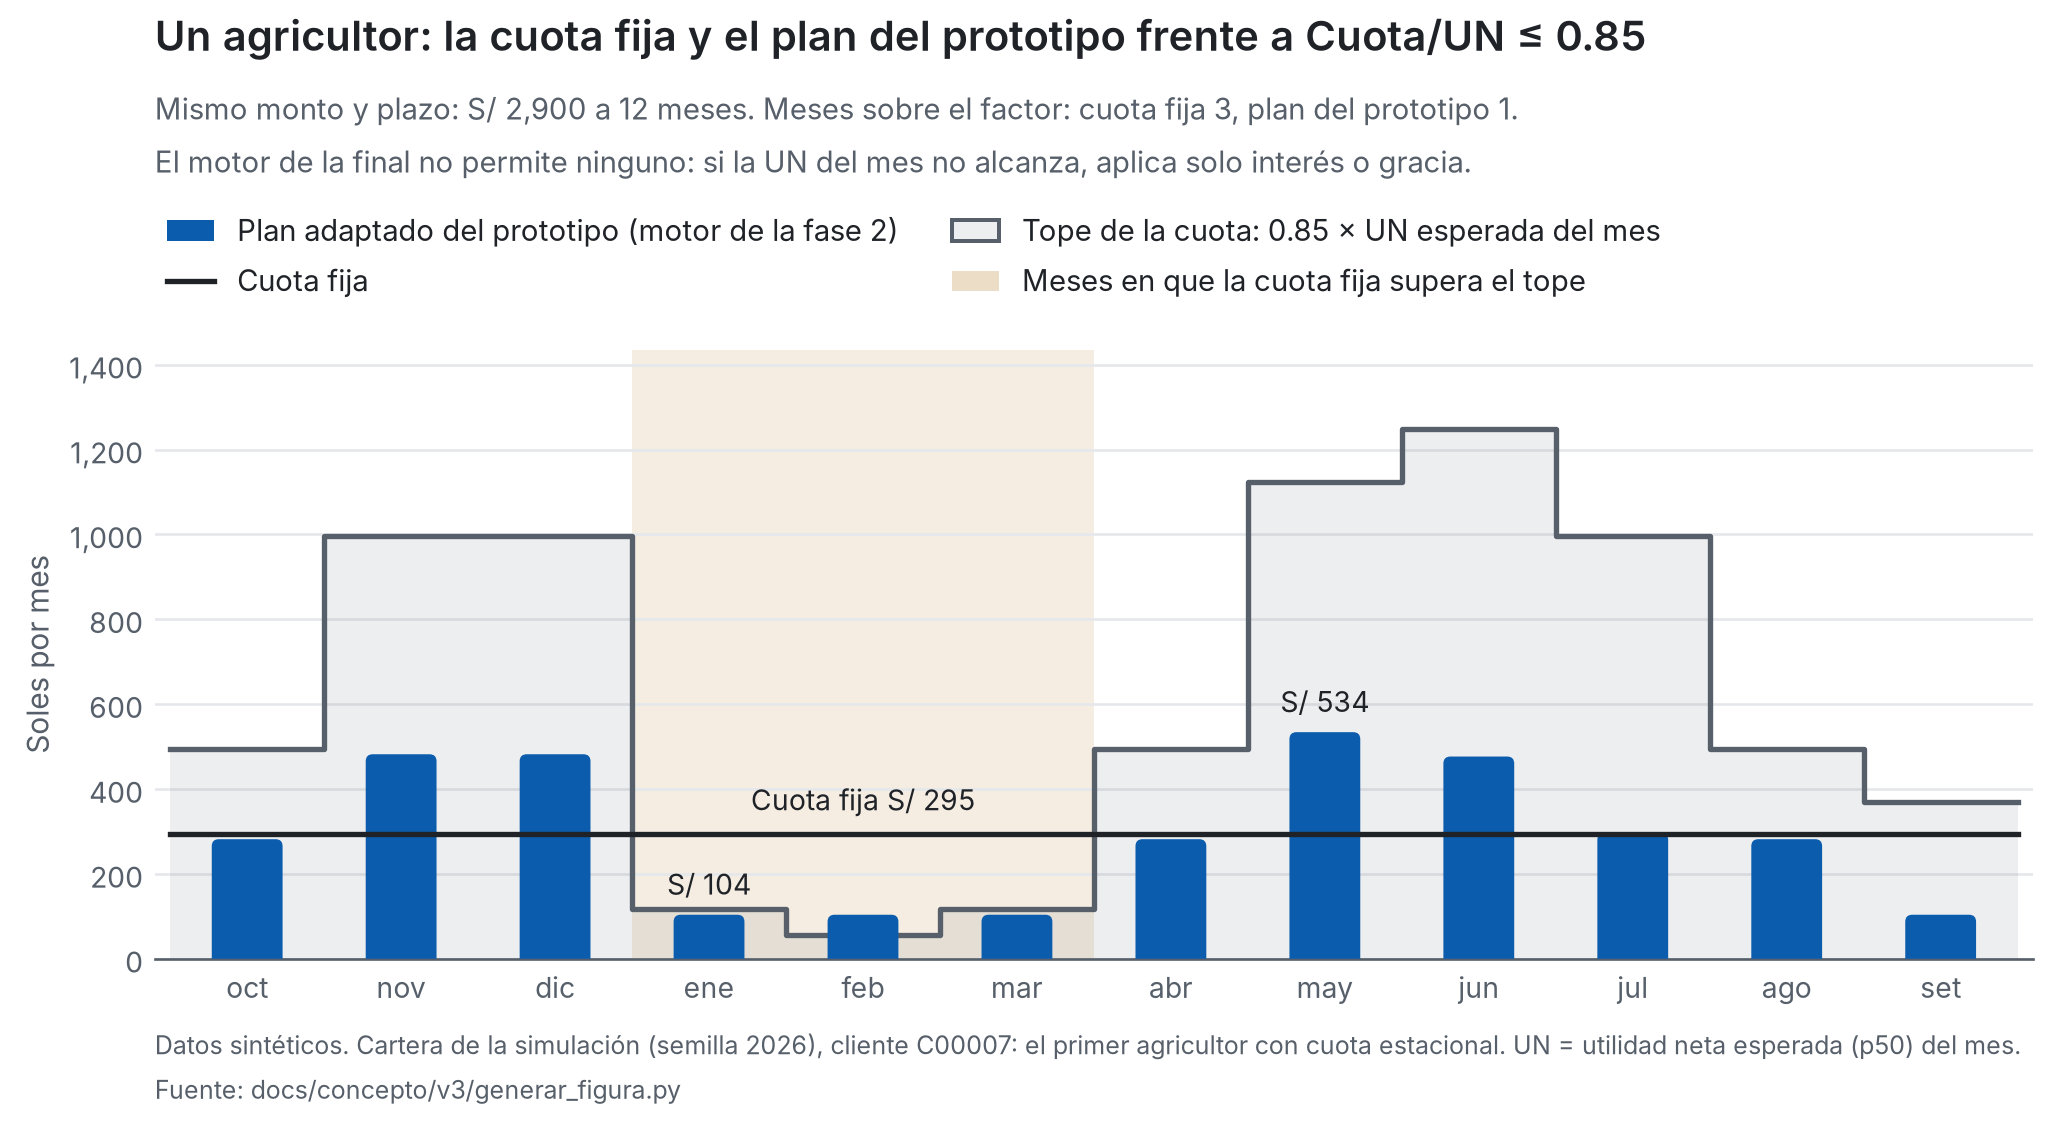 Un agricultor: la cuota fija y el plan del prototipo frente a Cuota/UN ≤ 0.85
Mismo monto y plazo: S/ 2,900 a 12 meses. Meses sobre el factor: cuota fija 3, plan del prototipo 1.
El motor de la final no permite ninguno: si la UN del mes no alcanza, aplica solo interés o gracia.
Plan adaptado del prototipo (motor de la fase 2)
Tope de la cuota: 0.85 × UN esperada del mes
Cuota fija
Meses en que la cuota fija supera el tope
Soles por mes
1,400
1,200
1,000
800
600
400
200
0
S/ 534
Cuota fija S/ 295
S/ 104
oct nov dic ene feb mar abr may jun jul ago set
Datos sintéticos. Cartera de la simulación (semilla 2026), cliente C00007: el primer agricultor con cuota estacional. UN = utilidad neta esperada (p50) del mes.
Fuente: docs/concepto/v3/generar_figura.py